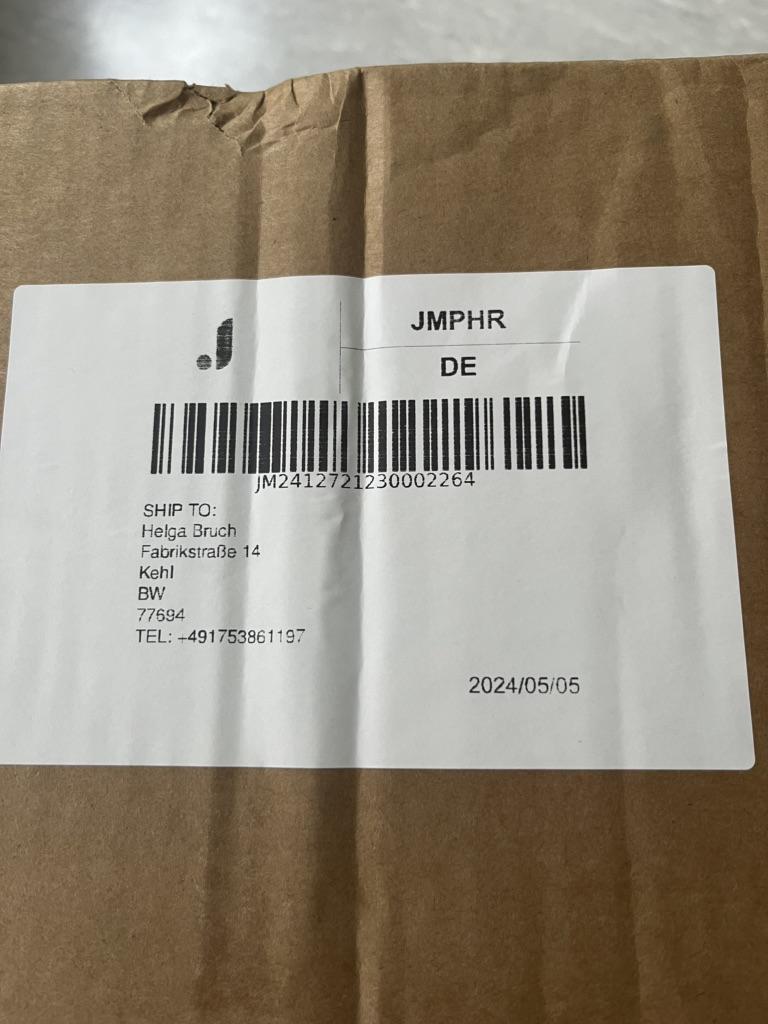 JMPHR
DE
JM2412721230002264
SHIP TO:
Helga Bruch
Fabrikstraße 14
Kehl
BW
77694
TEL: +491753861197
2024/05/05